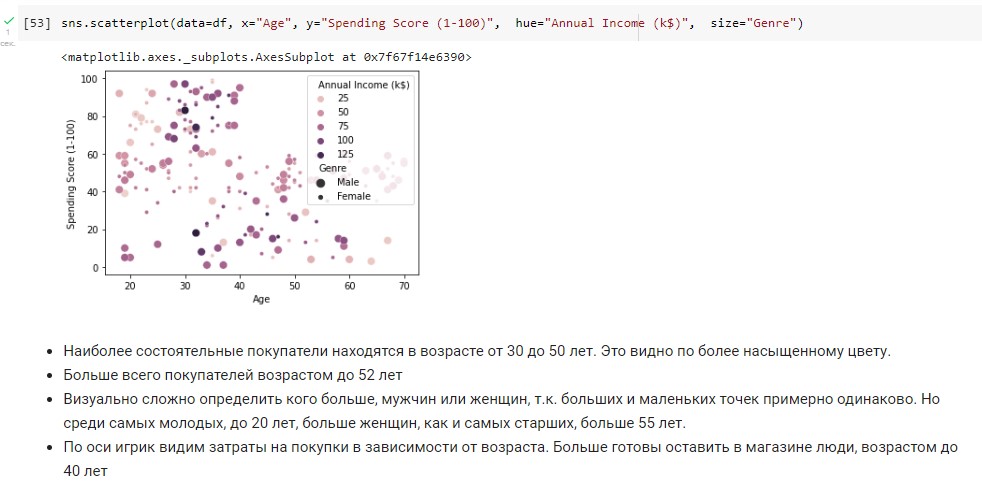 [53] sns.scatterplot(data=df, x="Age", y="Spending Score (1-100)", hue="Annual Income (k$)", size="Genre")
1
сек.
<matplotlib.axes._subplots.AxesSubplot at 0x7f67f14e6390>
Annual Income (k$)
25
50
75
100
125
Genre
Male
Female
Spending Score (1-100)
100
80
60
40
20
0
20 30 40 50 60 70
Age
• Наиболее состоятельные покупатели находятся в возрасте от 30 до 50 лет. Это видно по более насыщенному цвету.
• Больше всего покупателей возрастом до 52 лет
• Визуально сложно определить кого больше, мужчин или женщин, т.к. больших и маленьких точек примерно одинаково. Но
среди самых молодых, до 20 лет, больше женщин, как и самых старших, больше 55 лет.
• По оси игрик видим затраты на покупки в зависимости от возраста. Больше готовы оставить в магазине люди, возрастом до
40 лет